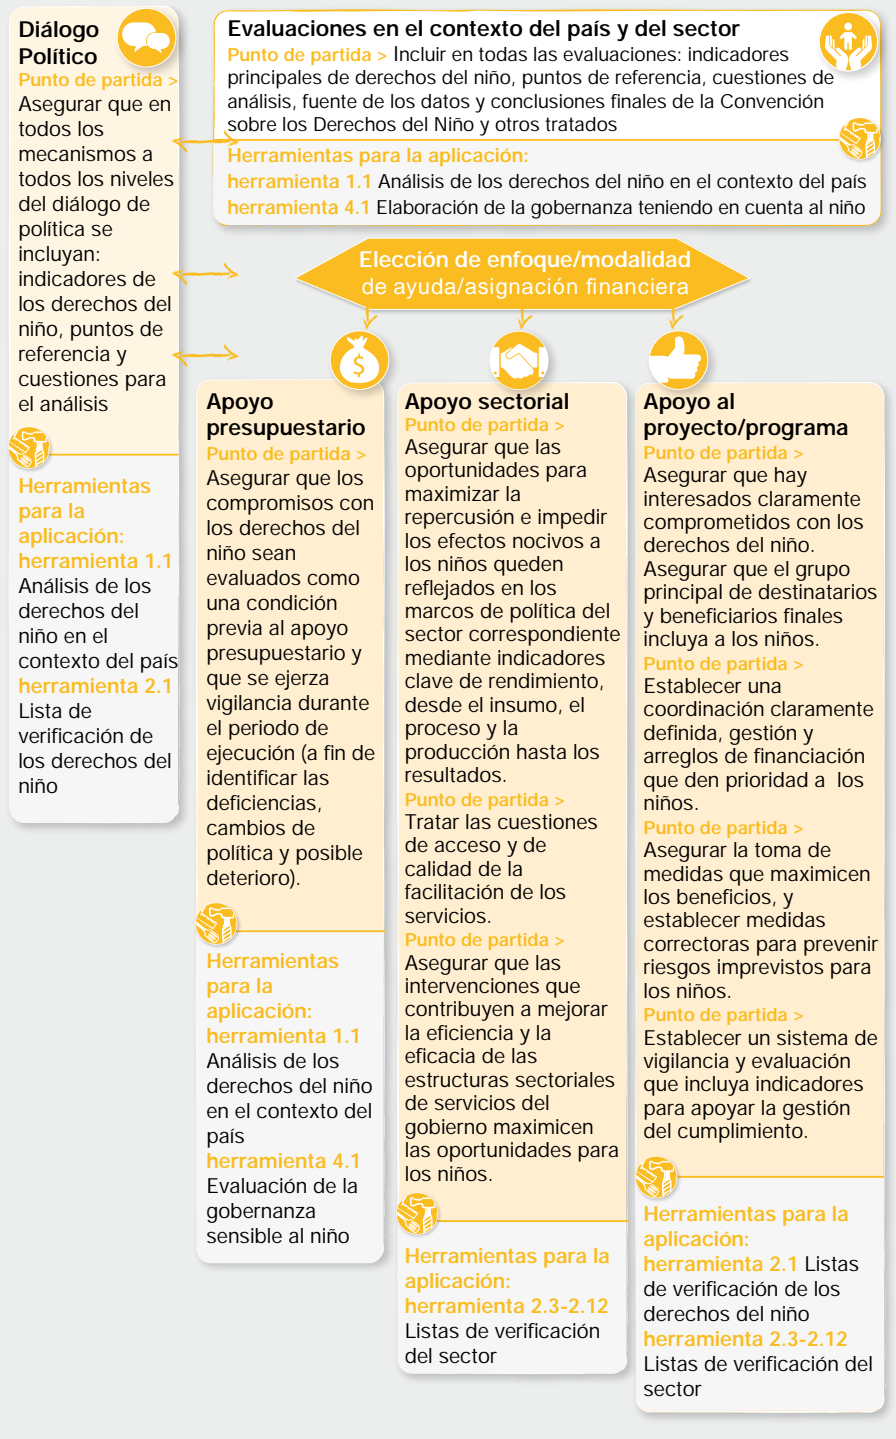 Diálogo
Político
Punto de partida >
Asegurar que en
todos los
mecanismos a
todos los niveles
del diálogo de
política se
incluyan:
indicadores de
los derechos del
niño, puntos de
referencia y
cuestiones para
el análisis
Herramientas
para la
aplicación:
herramienta 1.1
Análisis de los
derechos del
niño en el
contexto del país
herramienta 2.1
Lista de
verificación de
los derechos del
niño
Evaluaciones en el contexto del país y del sector
Punto de partida > Incluir en todas las evaluaciones: indicadores
principales de derechos del niño, puntos de referencia, cuestiones de
análisis, fuente de los datos y conclusiones finales de la Convención
sobre los Derechos del Niño y otros tratados
Herramientas para la aplicación:
herramienta 1.1 Análisis de los derechos del niño en el contexto del país
herramienta 4.1 Elaboración de la gobernanza teniendo en cuenta al niño
Elección de enfoque/modalidad
de ayuda/asignación financiera
$
Apoyo
presupuestario
Punto de partida >
Asegurar que los
compromisos con
los derechos del
niño sean
evaluados como
una condición
previa al apoyo
presupuestario y
que se ejerza
vigilancia durante
el periodo de
ejecución (a fin de
identificar las
deficiencias,
cambios de
política y posible
deterioro).
Herramientas
para la
aplicación:
herramienta 1.1
Análisis de los
derechos del niño
en el contexto del
país
herramienta 4.1
Evaluación de la
gobernanza
sensible al niño
Apoyo sectorial
Punto de partida >
Asegurar que las
oportunidades para
maximizar la
repercusión e impedir
los efectos nocivos a
los niños queden
reflejados en los
marcos de política del
sector correspondiente
mediante indicadores
clave de rendimiento,
desde el insumo, el
proceso y la
producción hasta los
resultados.
Punto de partida >
Tratar las cuestiones
de acceso y de
calidad de la
facilitación de los
servicios.
Punto de partida >
Asegurar que las
intervenciones que
contribuyen a mejorar
la eficiencia y la
eficacia de las
estructuras sectoriales
de servicios del
gobierno maximicen
las oportunidades para
los niños.
Herramientas para la
aplicación:
herramienta 2.3-2.12
Listas de verificación
del sector
Apoyo al
proyecto/programa
Punto de partida >
Asegurar que hay
interesados claramente
comprometidos con los
derechos del niño.
Asegurar que el grupo
principal de destinatarios
y beneficiarios finales
incluya a los niños.
Punto de partida >
Establecer una
coordinación claramente
definida, gestión y
arreglos de financiación
que den prioridad a los
niños.
Punto de partida >
Asegurar la toma de
medidas que maximicen
los beneficios, y
establecer medidas
correctoras para prevenir
riesgos imprevistos para
los niños.
Punto de partida >
Establecer un sistema de
vigilancia y evaluación
que incluya indicadores
para apoyar la gestión
del cumplimiento.
Herramientas para la
aplicación:
herramienta 2.1 Listas
de verificación de los
derechos del niño
herramienta 2.3-2.12
Listas de verificación del
sector